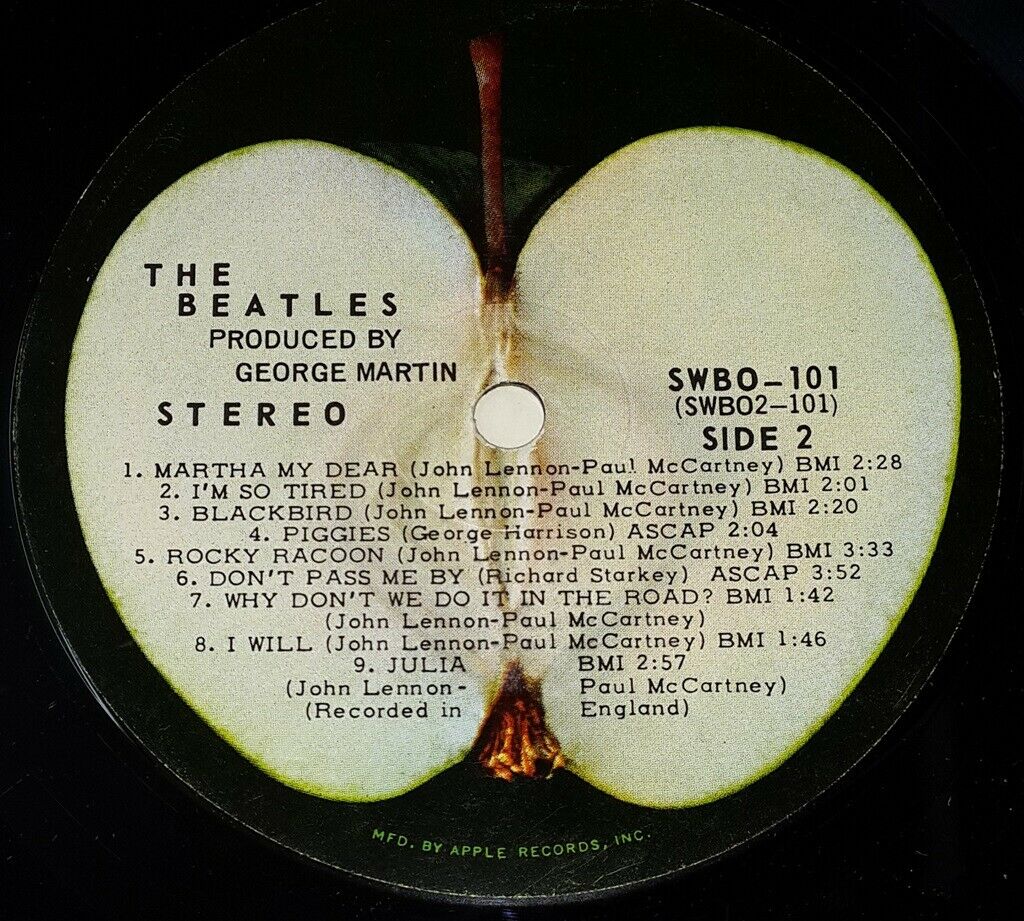 THE
BEATLES
PRODUCED BY
GEORGE MARTIN
STEREO
SWBO-101
(SWBO2-101)
SIDE 2
1. MARTHA MY DEAR (John Lennon-Paul McCartney) BMI 2:28
2. I'M SO TIRED (John Lennon-Paul McCartney) BMI 2:01
3. BLACKBIRD (John Lennon-Paul McCartney) BMI 2:20
4. PIGGIES (George Harrison) ASCAP 2:04
5. ROCKY RACOON (John Lennon-Paul McCartney) BMI 3:33
6. DON'T PASS ME BY (Richard Starkey) ASCAP 3:52
7. WHY DON'T WE DO IT IN THE ROAD? BMI 1:42
(John Lennon-Paul McCartney)
8. I WILL (John Lennon-Paul McCartney) BMI 1:46
9. JULIA BMI 2:57
(John Lennon- Paul McCartney)
(Recorded in England)
MFD. BY APPLE RECORDS, INC.